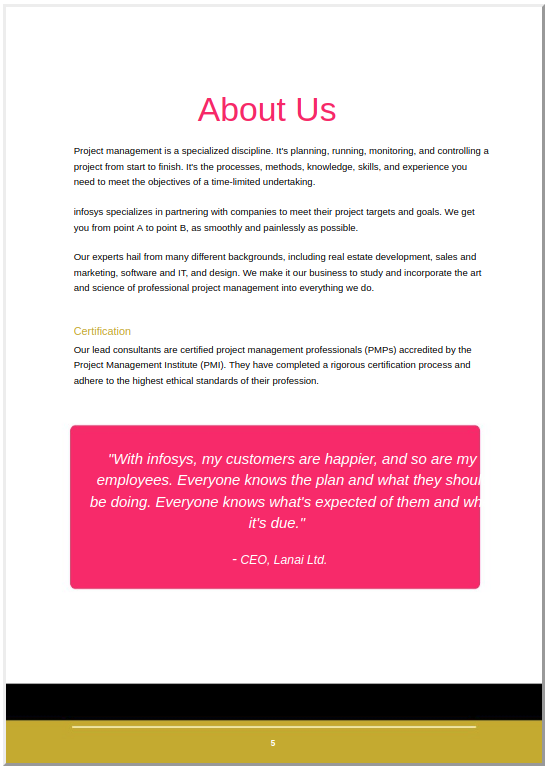 About Us
Project management is a specialized discipline. It's planning, running, monitoring, and controlling a
project from start to finish. It's the processes, methods, knowledge, skills, and experience you
need to meet the objectives of a time-limited undertaking.
infosys specializes in partnering with companies to meet their project targets and goals. We get
you from point A to point B, as smoothly and painlessly as possible.
Our experts hail from many different backgrounds, including real estate development, sales and
marketing, software and IT, and design. We make it our business to study and incorporate the art
and science of professional project management into everything we do.
Certification
Our lead consultants are certified project management professionals (PMPs) accredited by the
Project Management Institute (PMI). They have completed a rigorous certification process and
adhere to the highest ethical standards of their profession.
"With infosys, my customers are happier, and so are my
employees. Everyone knows the plan and what they shoul
be doing. Everyone knows what's expected of them and wh
it's due."
- CEO, Lanai Ltd.
5